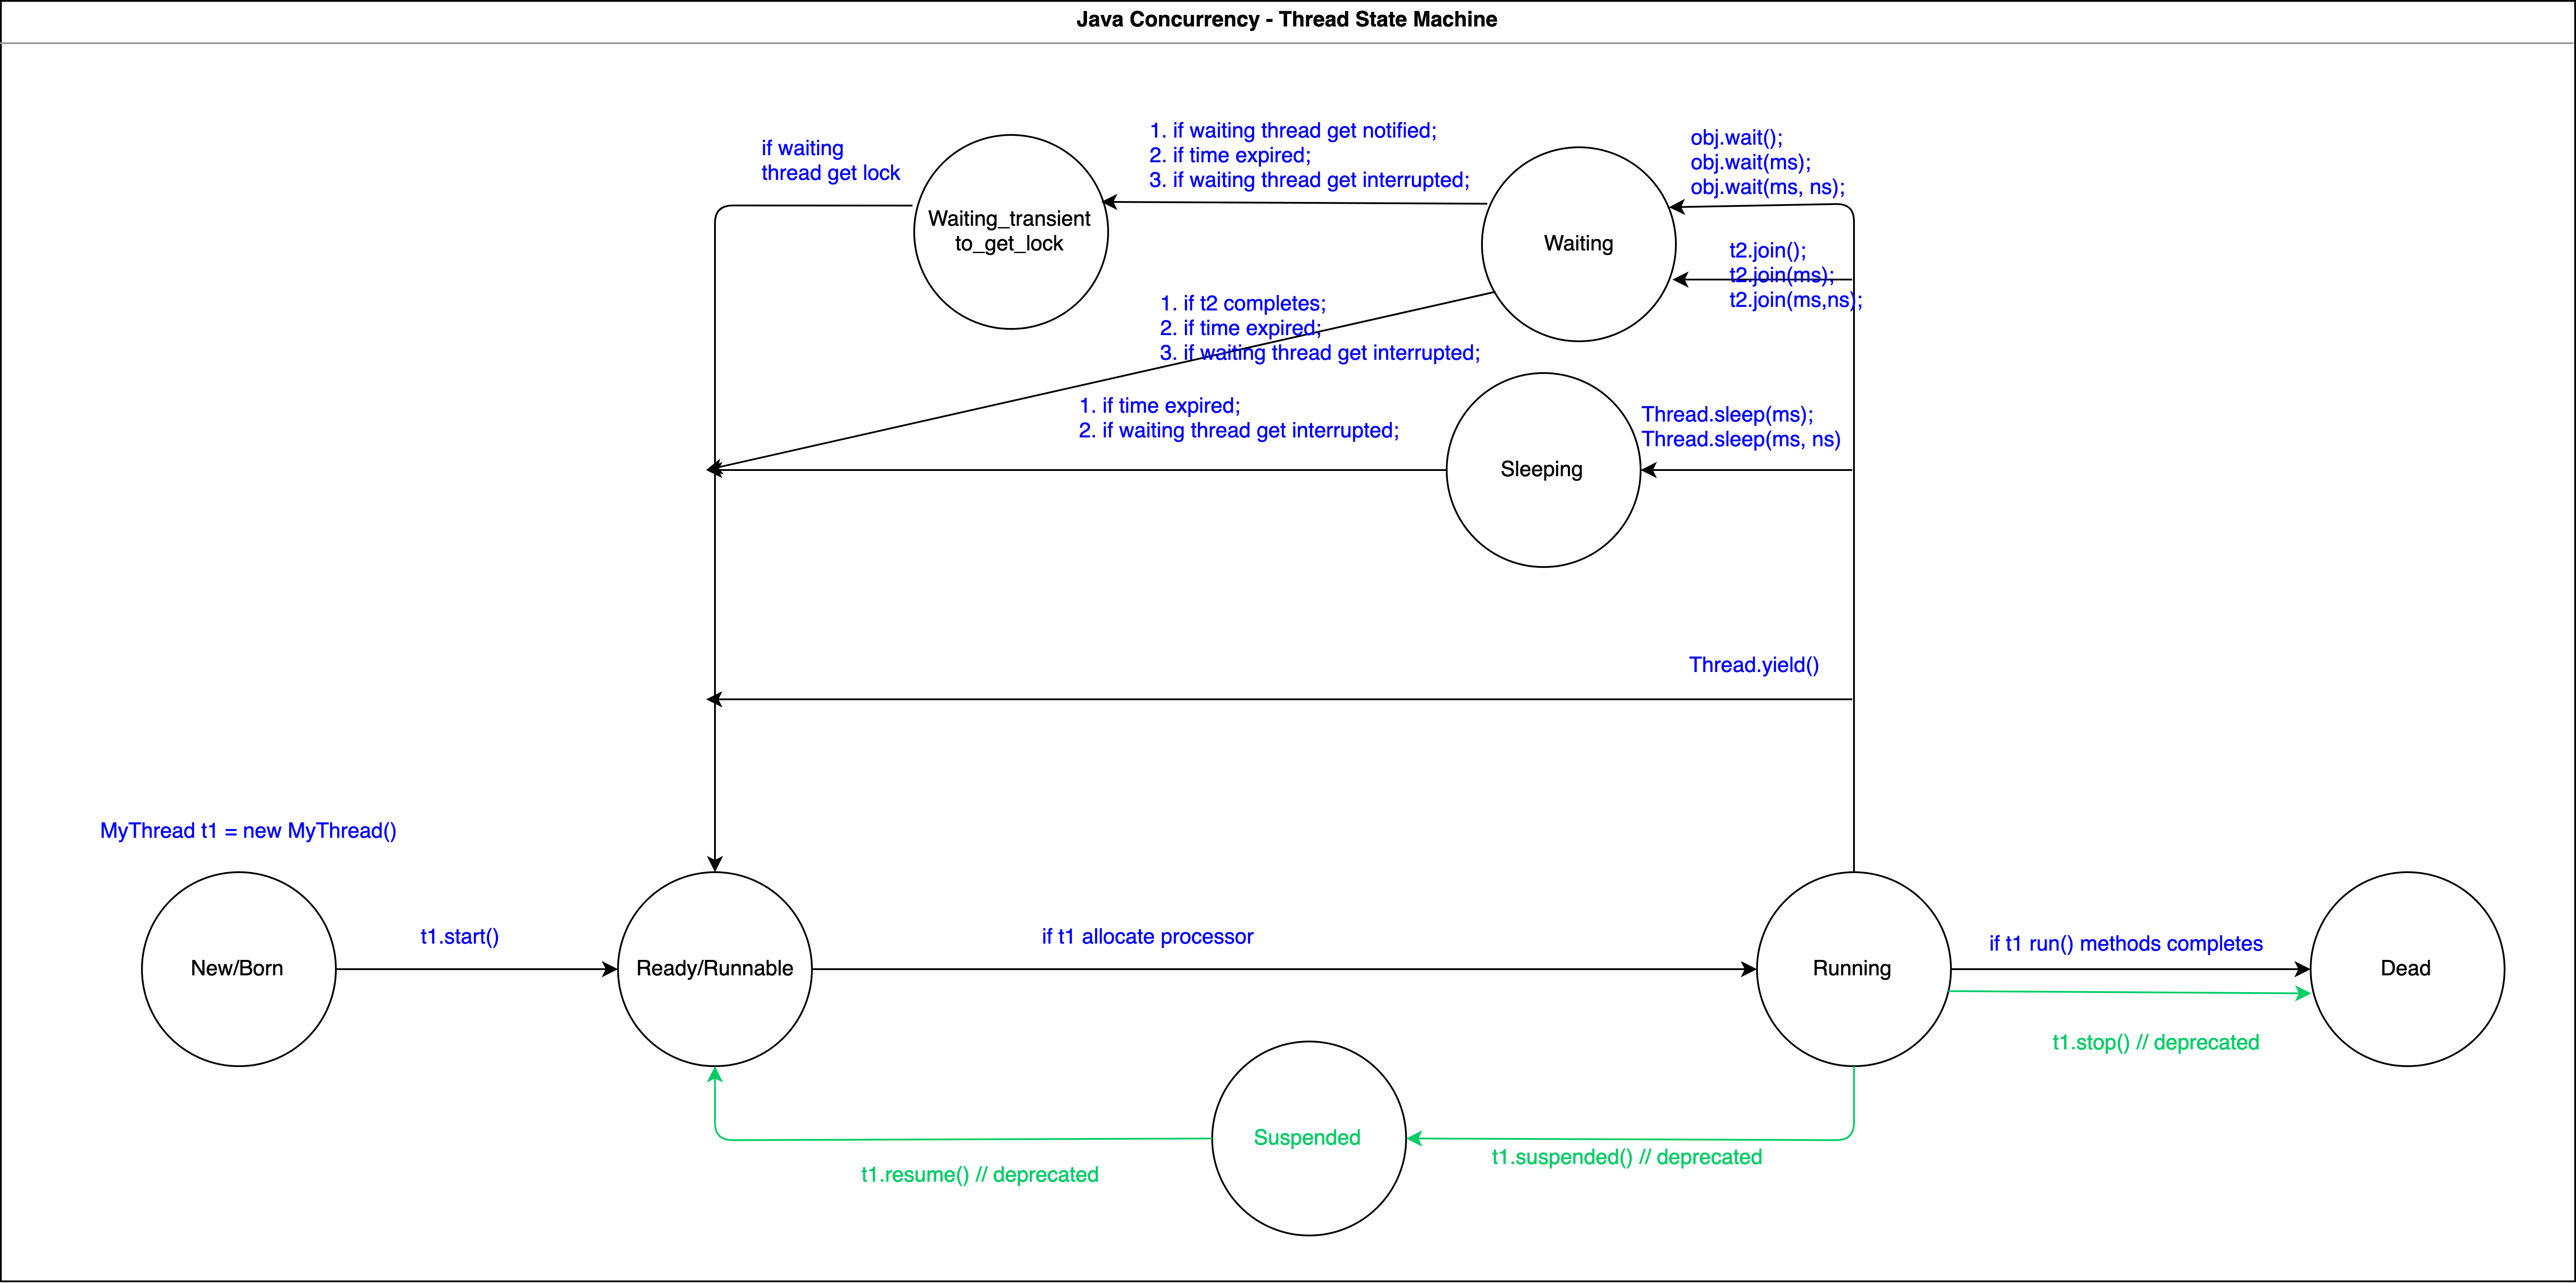 Java Concurrency - Thread State Machine
if waiting
thread get lock
Waiting_transient
to_get_lock
1. if waiting thread get notified;
2. if time expired;
3. if waiting thread get interrupted;
Waiting
obj.wait();
obj.wait(ms);
obj.wait(ms, ns);
t2.join();
t2.join(ms);
t2.join(ms,ns);
1. if t2 completes;
2. if time expired;
3. if waiting thread get interrupted;
1. if time expired;
2. if waiting thread get interrupted;
Sleeping
Thread.sleep(ms);
Thread.sleep(ms, ns)
Thread.yield()
MyThread t1 = new MyThread()
New/Born
t1.start()
Ready/Runnable
if t1 allocate processor
Running
if t1 run() methods completes
Dead
t1.stop() // deprecated
Suspended
t1.suspended() // deprecated
t1.resume() // deprecated